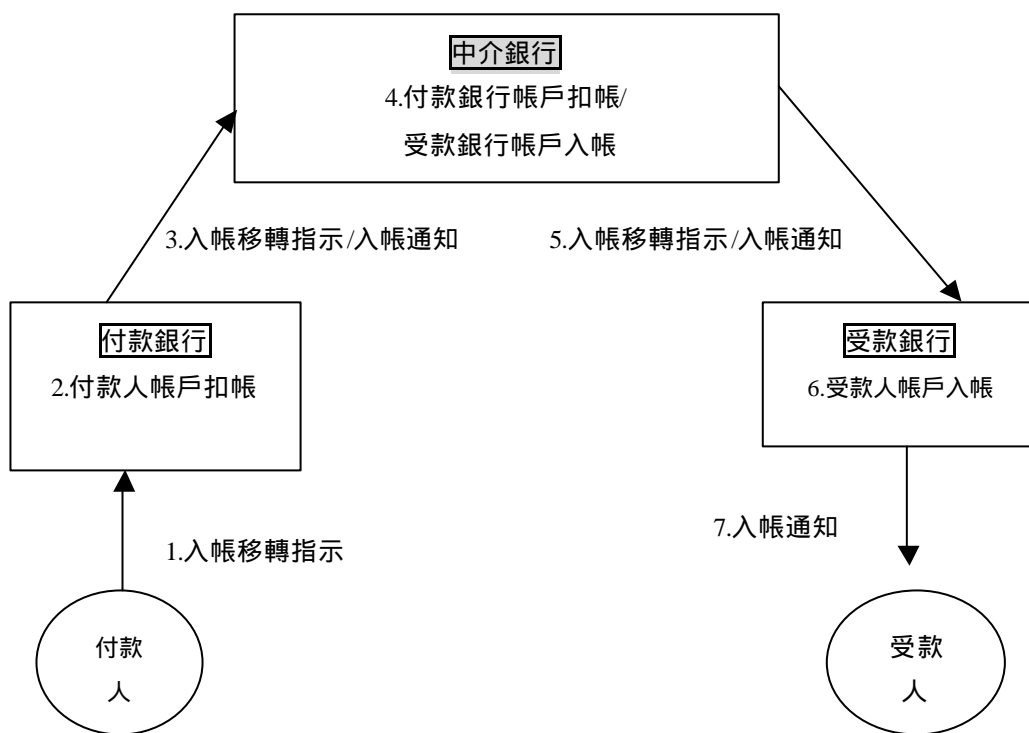 中介銀行
4.付款銀行帳戶扣帳/
受款銀行帳戶入帳
3.入帳移轉指示/入帳通知
5.入帳移轉指示/入帳通知
付款銀行
2.付款人帳戶扣帳
受款銀行
6.受款人帳戶入帳
1.入帳移轉指示
7.入帳通知
付款
人
受款
人